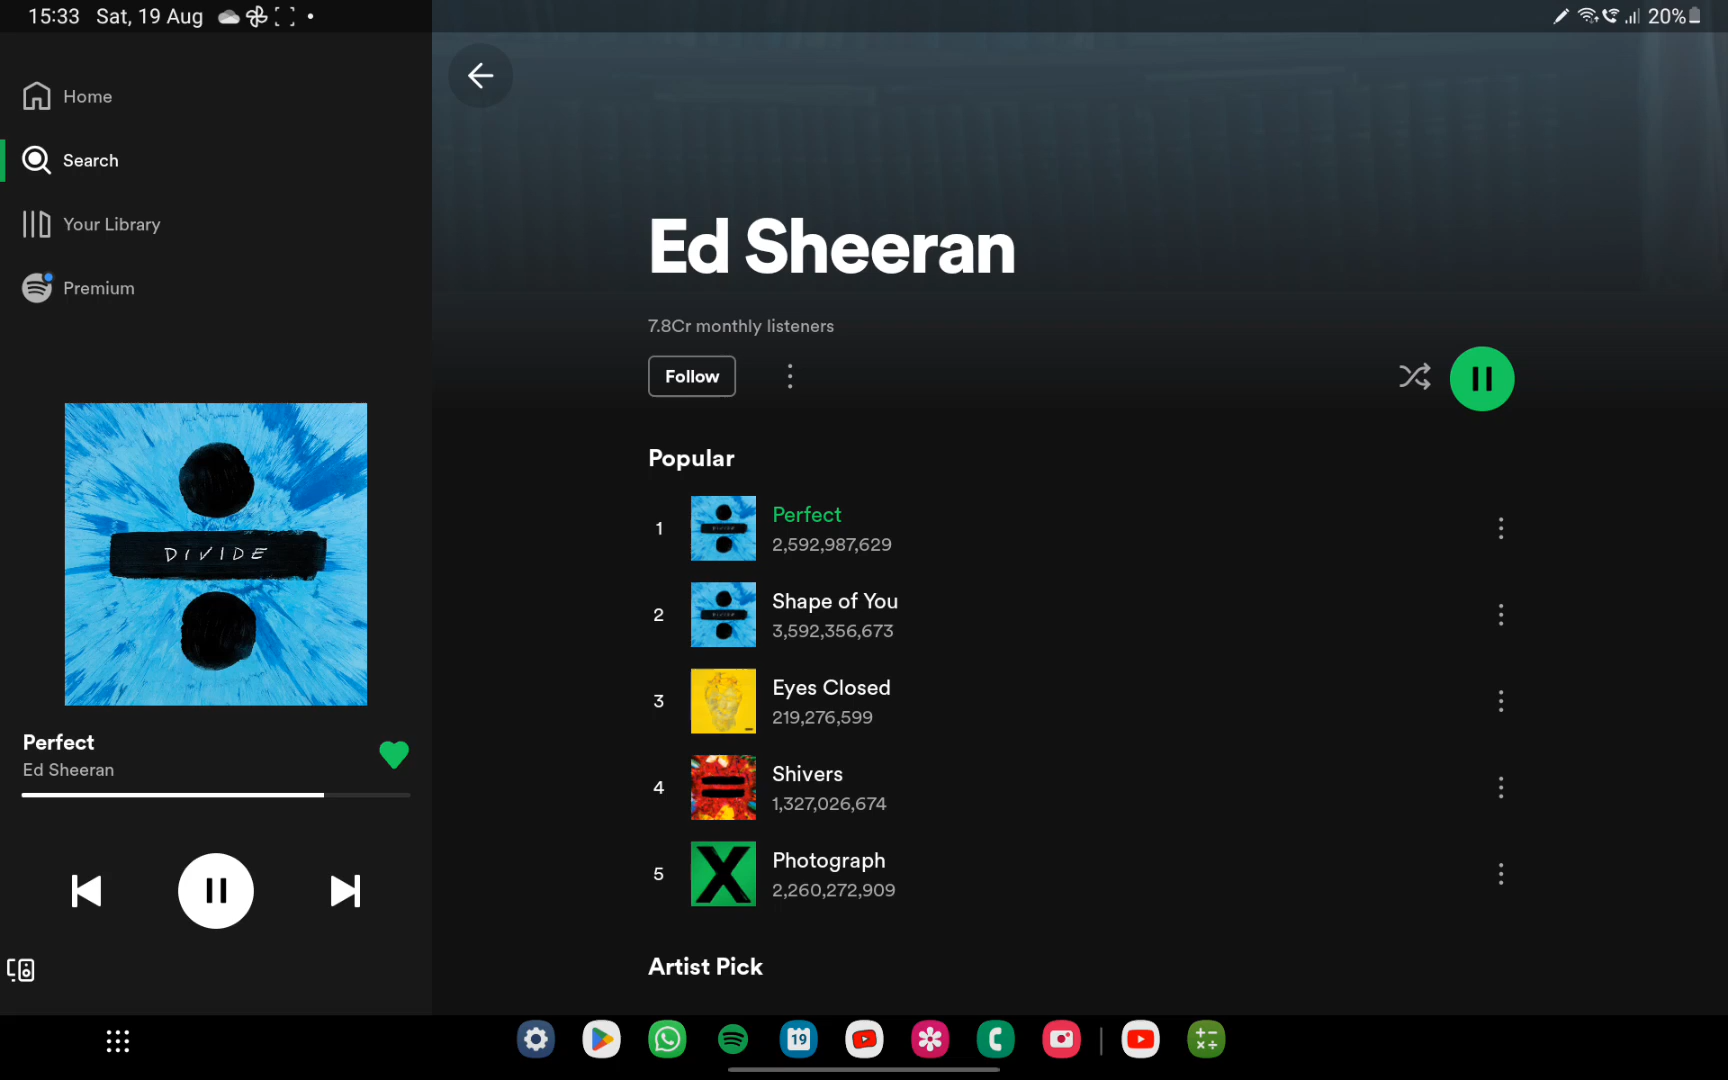 15:33 Sat, 19 Aug
20%
Home
Search
Your Library
Premium
DIVIDE
Perfect
Ed Sheeran
Ed Sheeran
7.8Cr monthly listeners
Follow
Popular
1
Perfect
2,592,987,629
2
Shape of You
3,592,356,673
3
Eyes Closed
219,276,599
4
Shivers
1,327,026,674
5
Photograph
2,260,272,909
Artist Pick
19